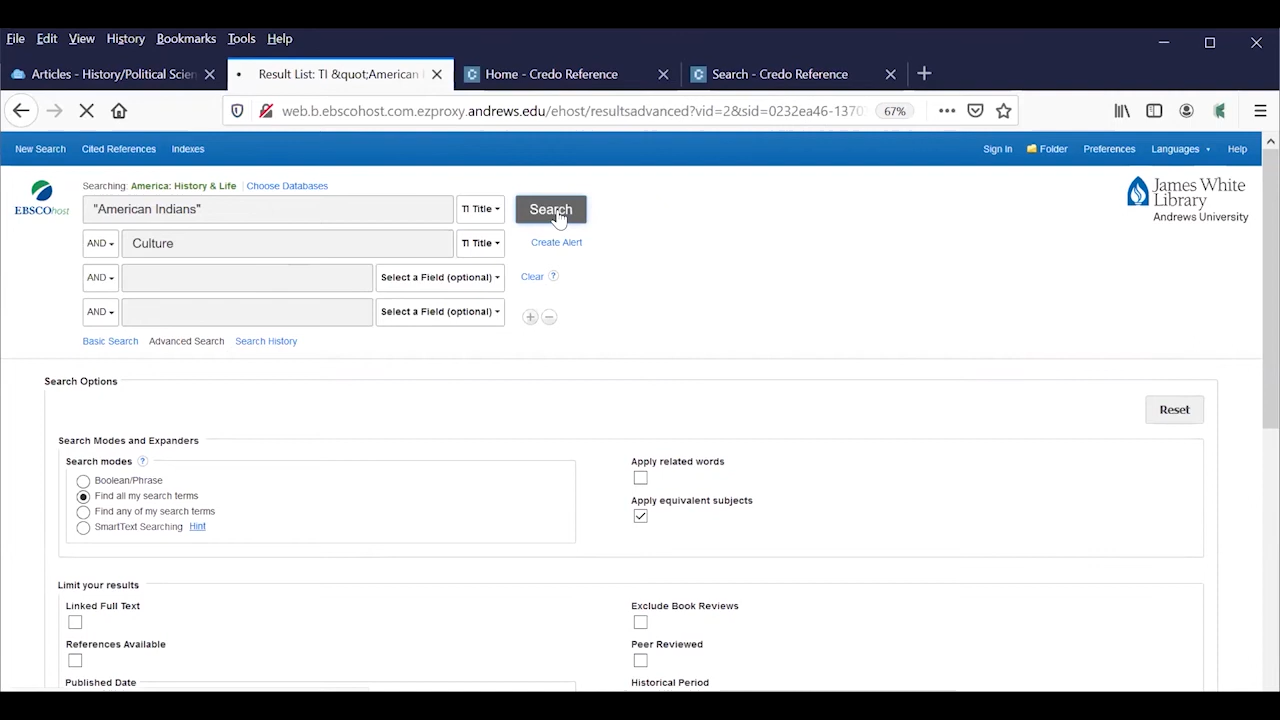 File Edit View History Bookmarks Tools Help
Articles - History/Political Scien Result List: TI &quot;American Home - Credo Reference Search - Credo Reference
web.b.ebscohost.com.ezproxy.andrews.edu/ehost/resultsadvanced?vid=2&sid=0232ea46-1370 67%
New Search Cited References Indexes Sign In Folder Preferences Languages Help
Searching: America: History & Life Choose Databases
EBSCOhost "American Indians" TI Title Search
James White Library
Andrews University
AND Culture TI Title Create Alert
AND Select a Field (optional) Clear ?
AND Select a Field (optional)
Basic Search Advanced Search Search History
Search Options
Reset
Search Modes and Expanders
Search modes ? Apply related words
Boolean/Phrase
Find all my search terms Apply equivalent subjects
Find any of my search terms
SmartText Searching Hint
Limit your results
Linked Full Text Exclude Book Reviews
References Available Peer Reviewed
Published Date Historical Period